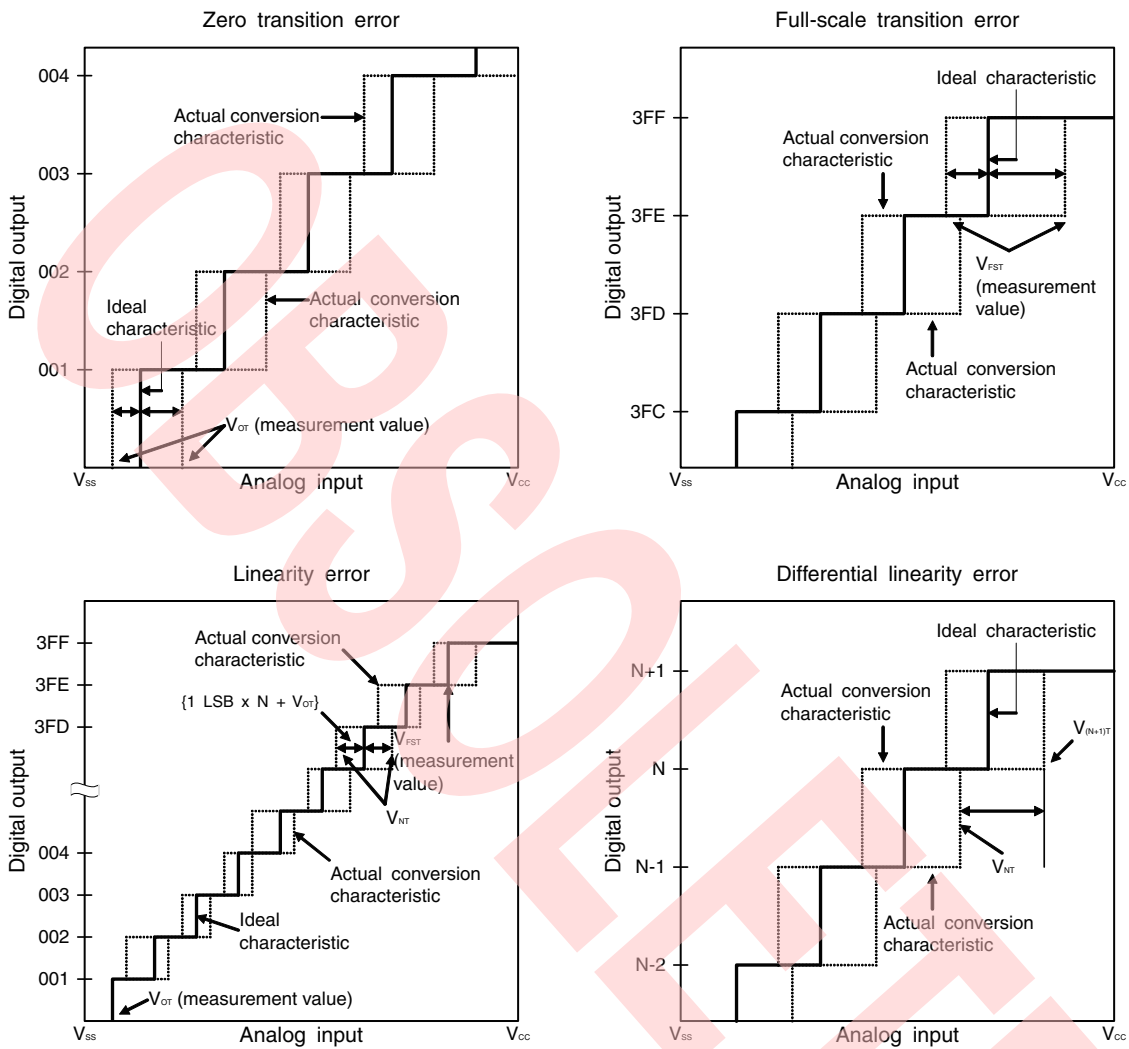 Zero transition error
004
003
002
001
Digital output
Actual conversion
characteristic
Ideal
characteristic
Actual conversion
characteristic
VOT (measurement value)
VSS
Analog input
VCC
Full-scale transition error
3FF
3FE
3FD
3FC
Digital output
Ideal characteristic
Actual conversion
characteristic
VFST
(measurement
value)
Actual conversion
characteristic
VSS
Analog input
VCC
Linearity error
3FF
3FE
3FD
004
003
002
001
Digital output
Actual conversion
characteristic
{1 LSB x N + VOT}
VFST
(measurement
value)
VNT
Actual conversion
characteristic
Ideal
characteristic
VOT (measurement value)
VSS
Analog input
VCC
Differential linearity error
N+1
N
N-1
N-2
Digital output
Ideal characteristic
Actual conversion
characteristic
V(N+1)T
VNT
Actual conversion
characteristic
VSS
Analog input
VCC
OBSOLETE